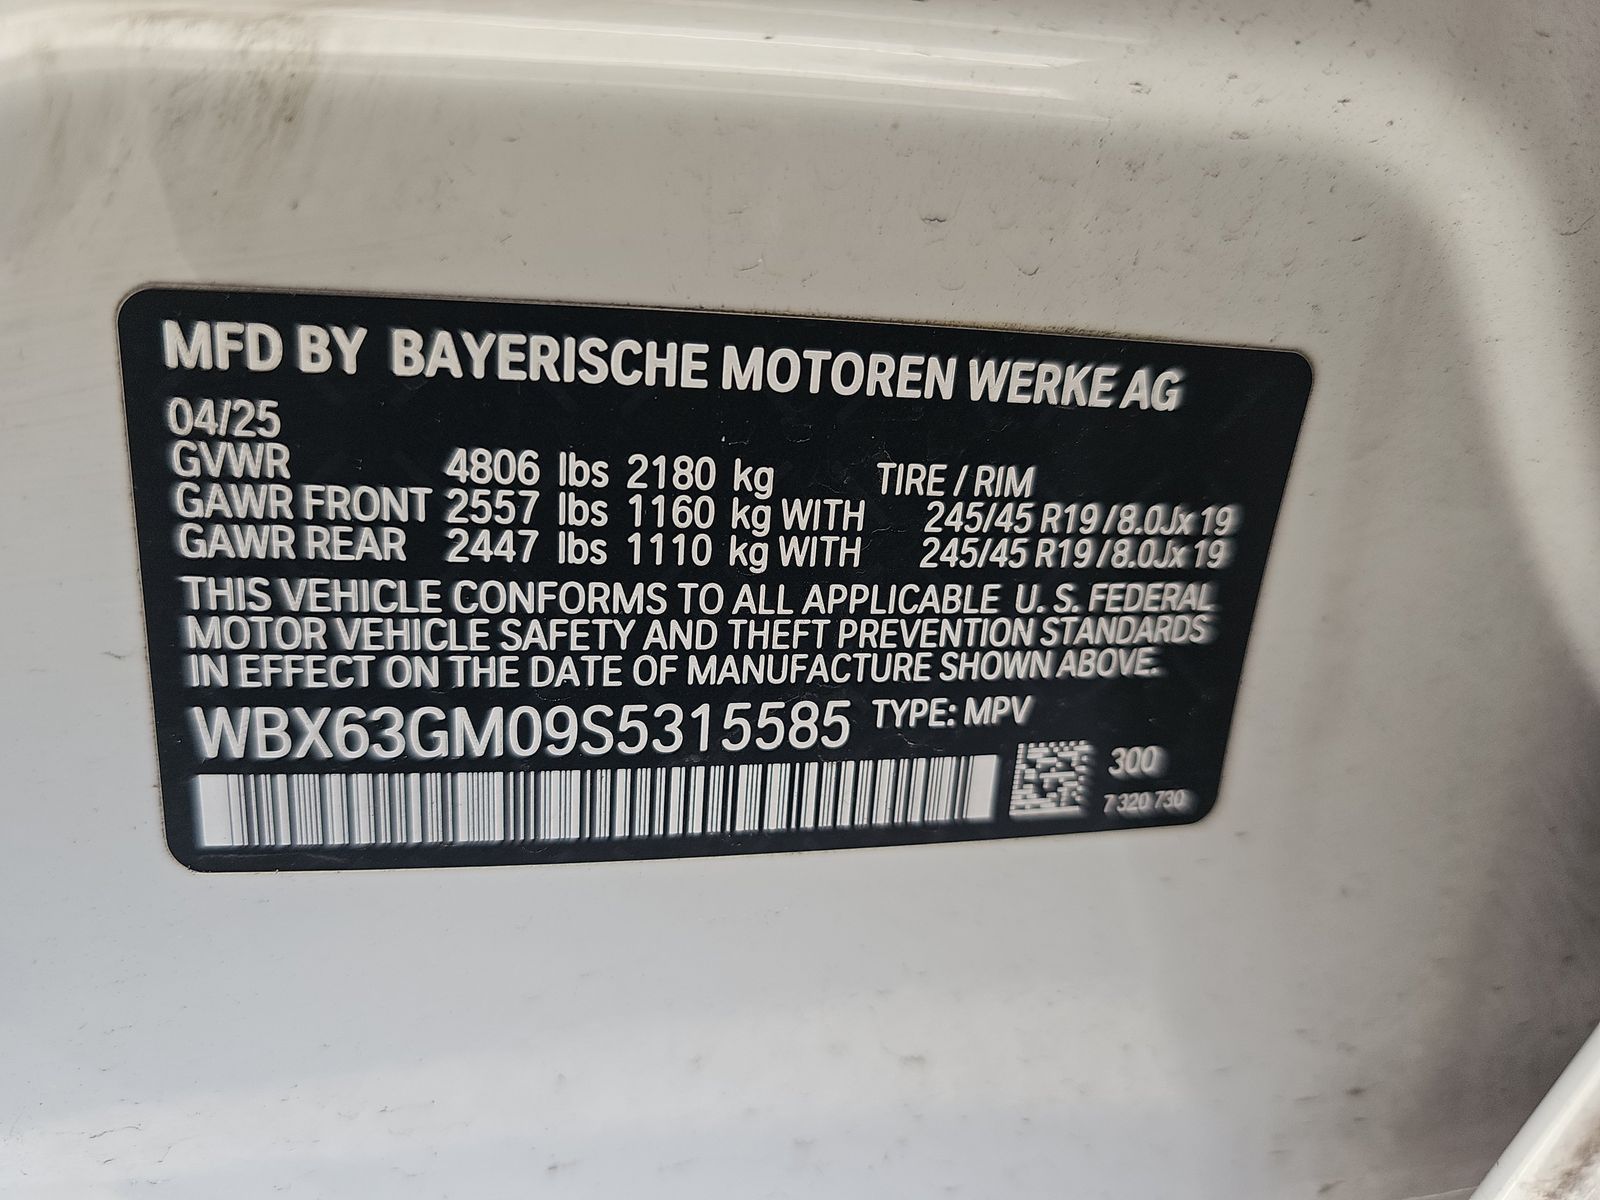 MFD BY BAYERISCHE MOTOREN WERKE AG
04/25
GVWR 4806 lbs 2180 kg TIRE / RIM
GAWR FRONT 2557 lbs 1160 kg WITH 245/45 R19 /8.0Jx 19
GAWR REAR 2447 lbs 1110 kg WITH 245/45 R19 /8.0Jx 19
THIS VEHICLE CONFORMS TO ALL APPLICABLE U. S. FEDERAL
MOTOR VEHICLE SAFETY AND THEFT PREVENTION STANDARDS
IN EFFECT ON THE DATE OF MANUFACTURE SHOWN ABOVE.
WBX63GM09S5315585 TYPE: MPV
300
7 320 730